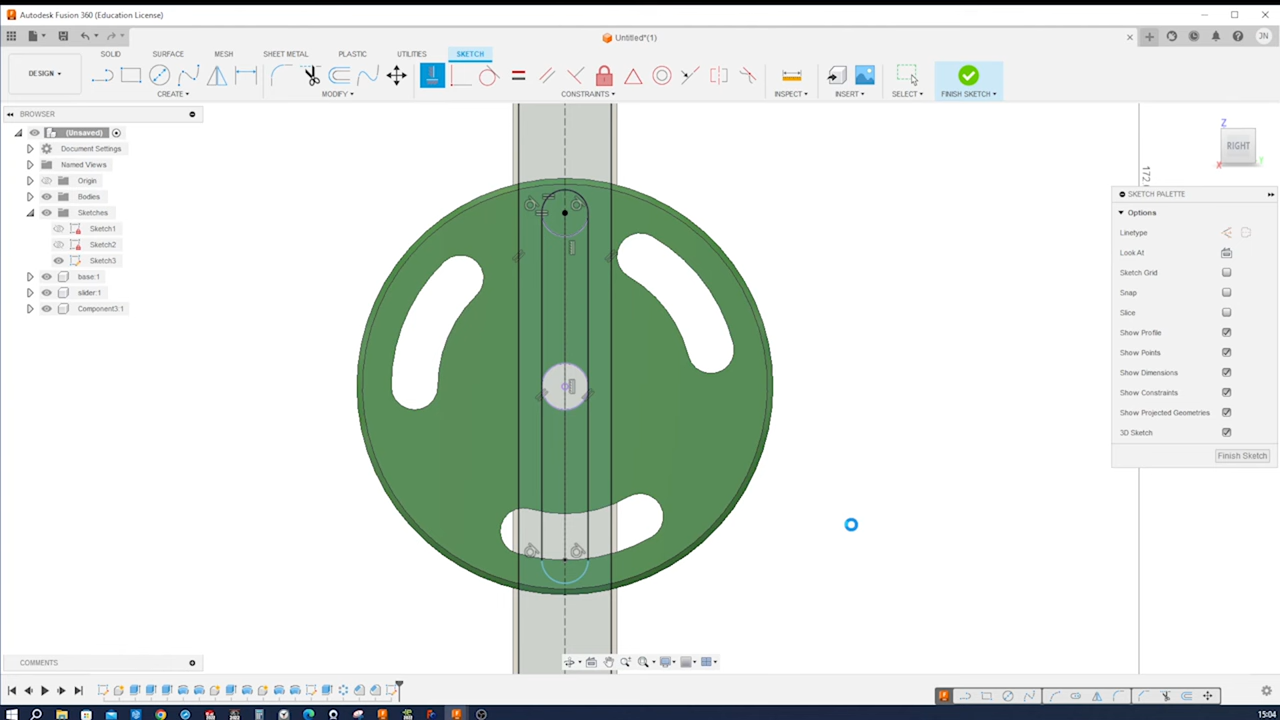 Autodesk Fusion 360 (Education License)
Untitled*(1)
JN
SOLID SURFACE MESH SHEET METAL PLASTIC UTILITIES SKETCH
DESIGN
CREATE MODIFY CONSTRAINTS INSPECT INSERT SELECT FINISH SKETCH
BROWSER
(Unsaved)
Document Settings
Named Views
Origin
Bodies
Sketches
Sketch1
Sketch2
Sketch3
base:1
slider:1
Component3:1
Z
RIGHT
X
Y
SKETCH PALETTE
Options
Linetype
Look At
Sketch Grid
Snap
Slice
Show Profile
Show Points
Show Dimensions
Show Constraints
Show Projected Geometries
3D Sketch
Finish Sketch
COMMENTS
15:04